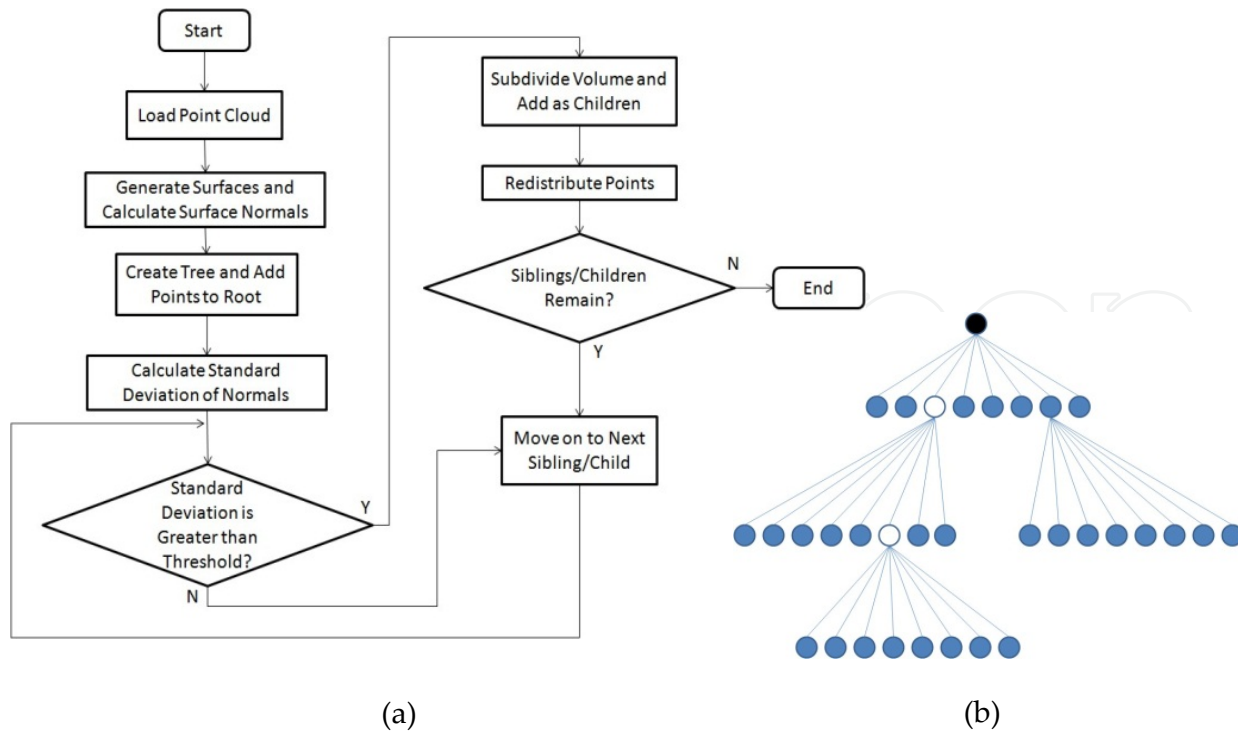 Start
Load Point Cloud
Generate Surfaces and
Calculate Surface Normals
Create Tree and Add
Points to Root
Calculate Standard
Deviation of Normals
Standard
Deviation is
Greater than
Threshold?
Y
N
Subdivide Volume and
Add as Children
Redistribute Points
Siblings/Children
Remain?
N
End
Y
Move on to Next
Sibling/Child
(a)
(b)